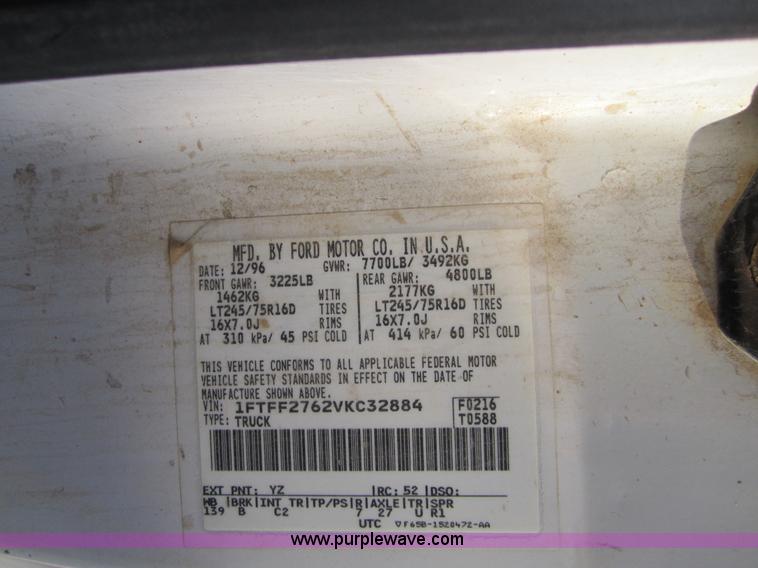 MFD. BY FORD MOTOR CO. IN U.S.A.
DATE: 12/96 GVWR: 7700LB/ 3492KG
FRONT GAWR: 3225LB REAR GAWR: 4800LB
1462KG WITH 2177KG WITH
LT245/75R16D TIRES LT245/75R16D TIRES
16X7.0J RIMS 16X7.0J RIMS
AT 310 kPa/ 45 PSI COLD AT 414 kPa/ 60 PSI COLD
THIS VEHICLE CONFORMS TO ALL APPLICABLE FEDERAL MOTOR
VEHICLE SAFETY STANDARDS IN EFFECT ON THE DATE OF
MANUFACTURE SHOWN ABOVE.
VIN: 1FTFF2762VKC32884 F0216
TYPE: TRUCK T0588
EXT PNT: YZ RC: 52 DSO:
WB BRK INT TR TP/PS R AXLE TR SPR
139 B C2 7 27 U R1
UTC ▽F65B-1520472-AA
www.purplewave.com